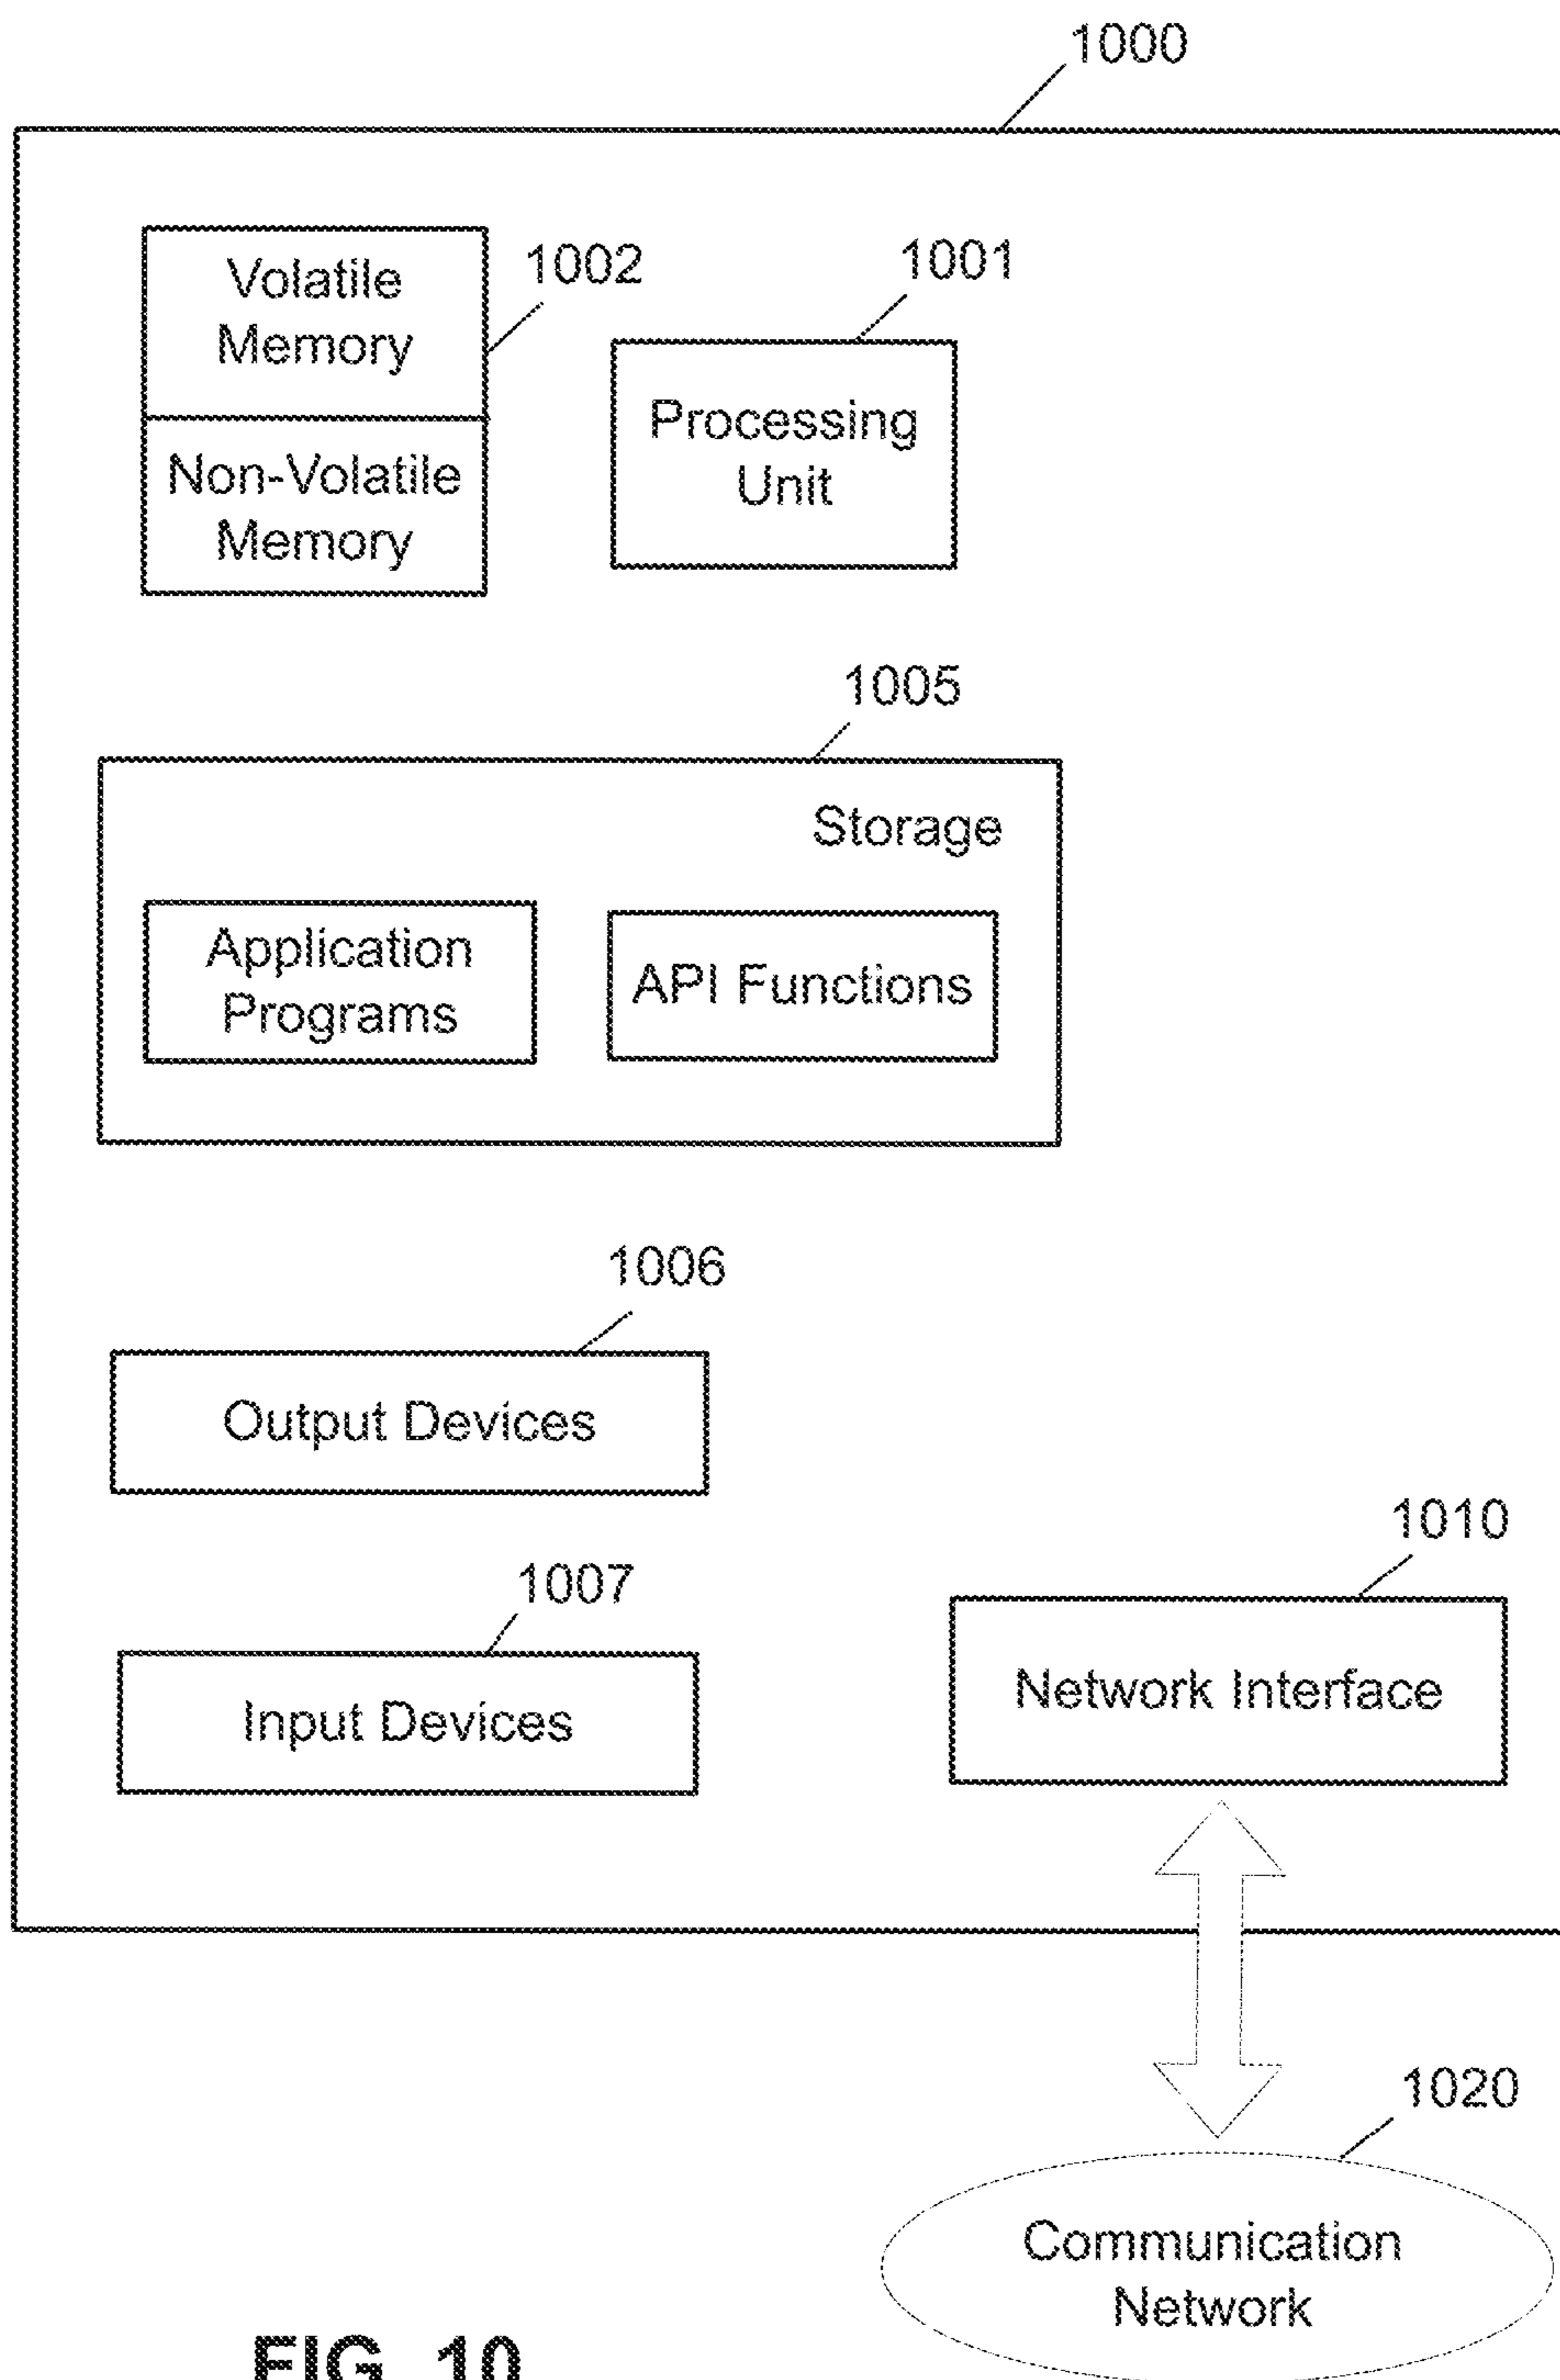 1000
Volatile
Memory
1002
Non-Volatile
Memory
1001
Processing
Unit
1005
Storage
Application
Programs
API Functions
1006
Output Devices
1007
Input Devices
1010
Network Interface
1020
Communication
Network
FIG. 10